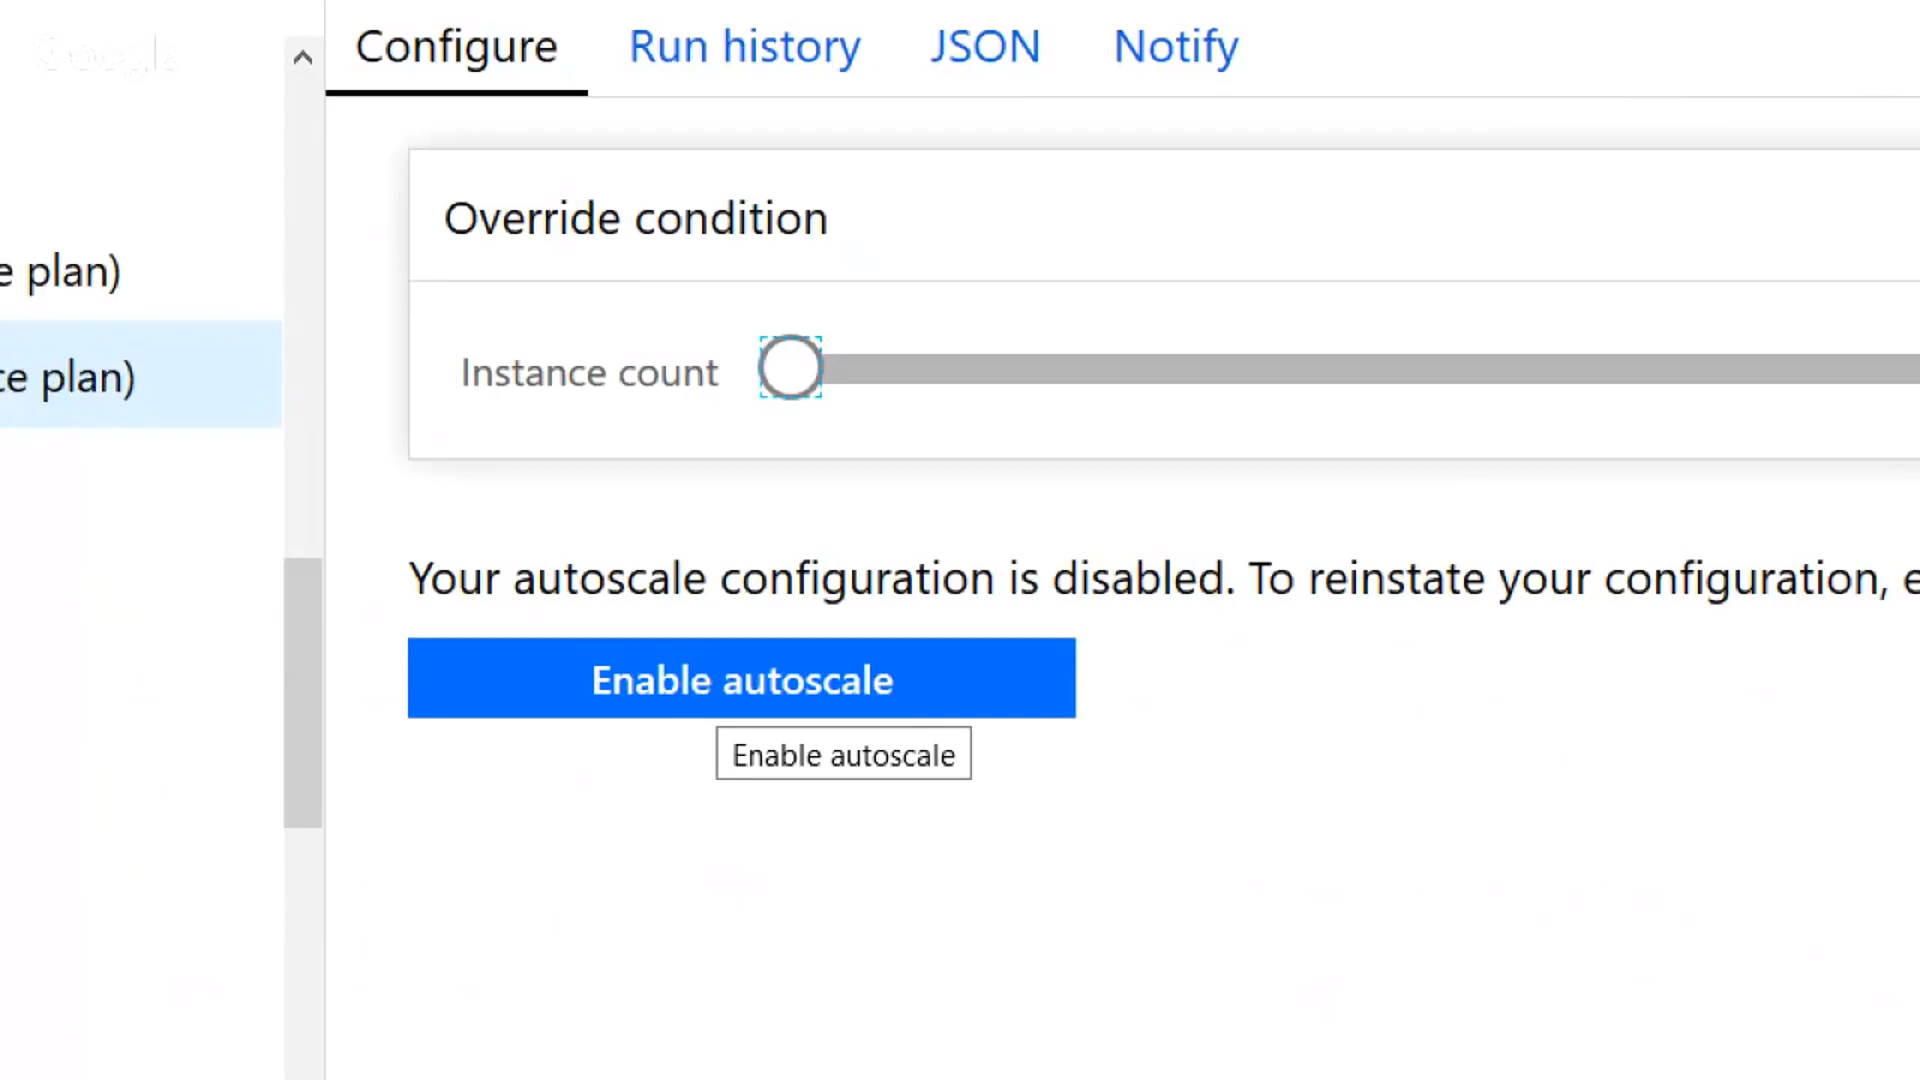 Configure Run history JSON Notify
Override condition
e plan)
Instance count
ce plan)
Your autoscale configuration is disabled. To reinstate your configuration, e
Enable autoscale
Enable autoscale